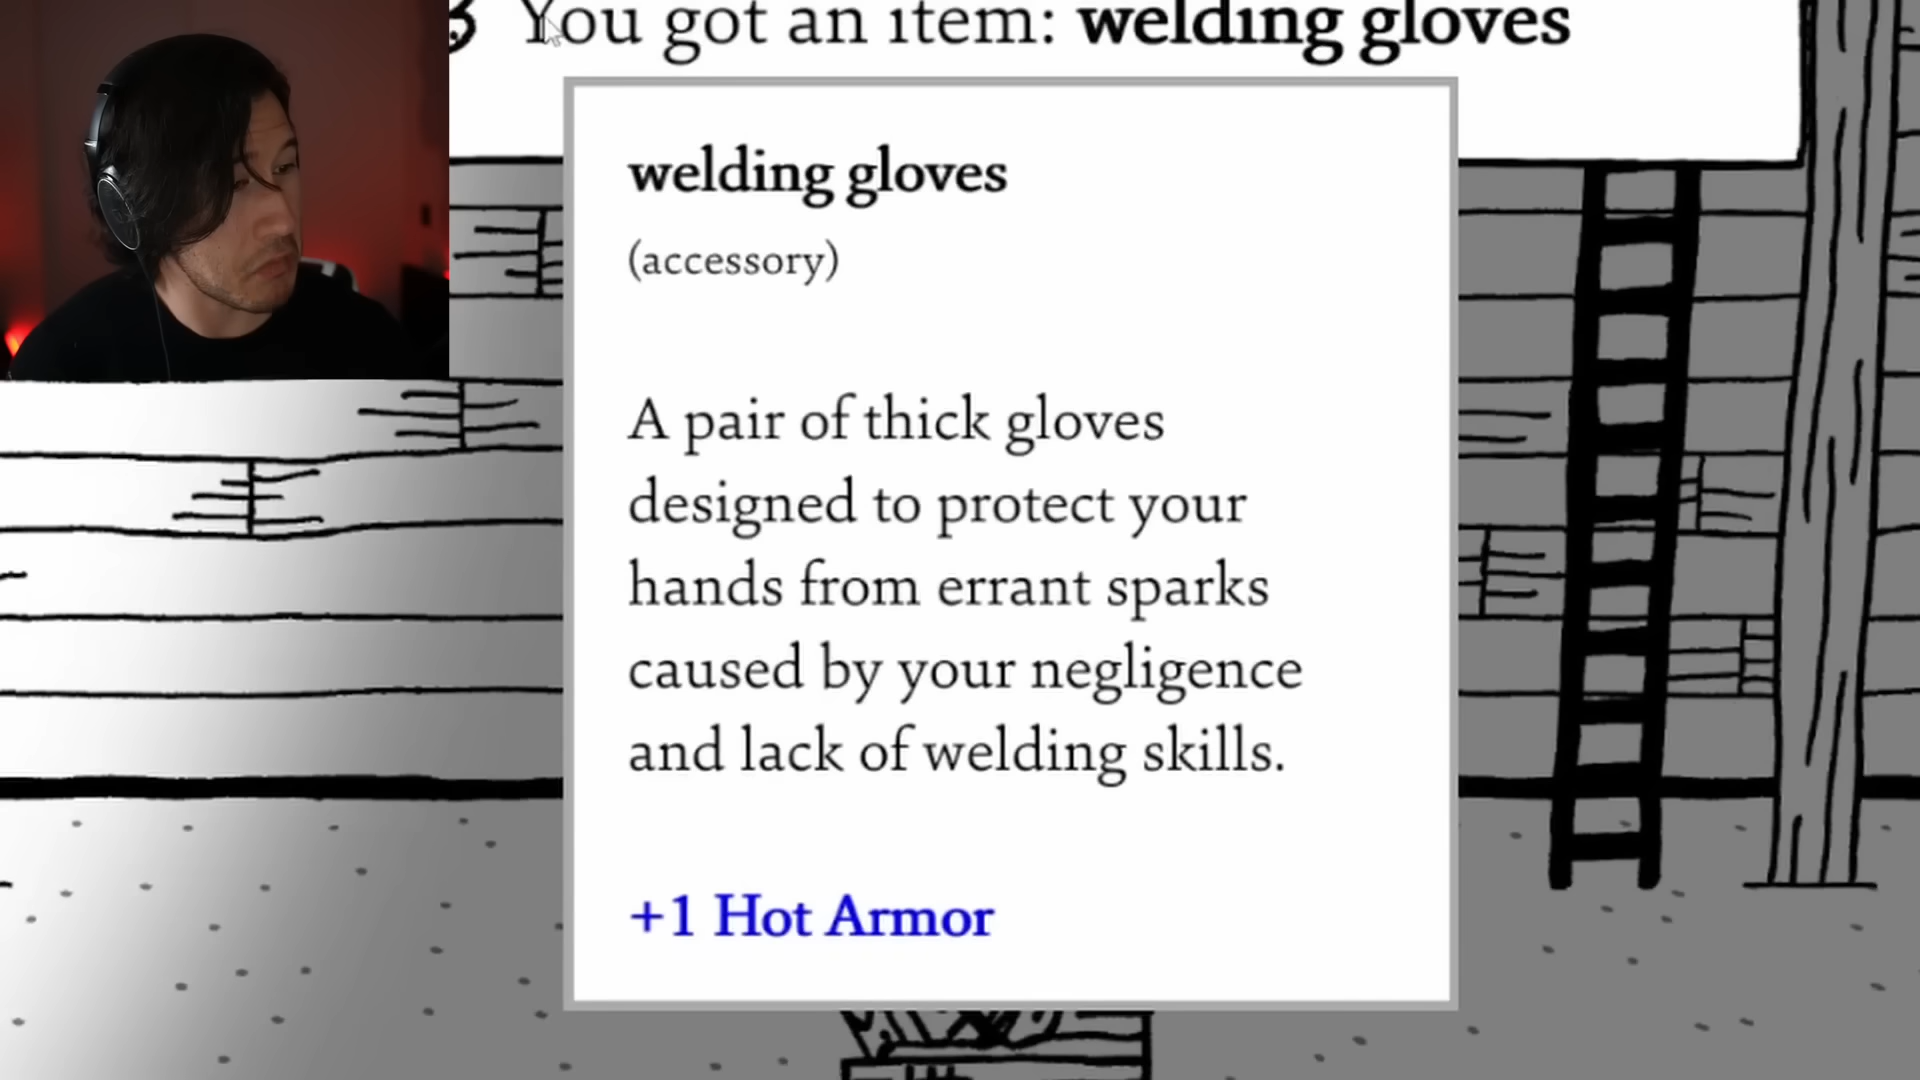 You got an item: welding gloves
welding gloves
(accessory)
A pair of thick gloves
designed to protect your
hands from errant sparks
caused by your negligence
and lack of welding skills.
+1 Hot Armor